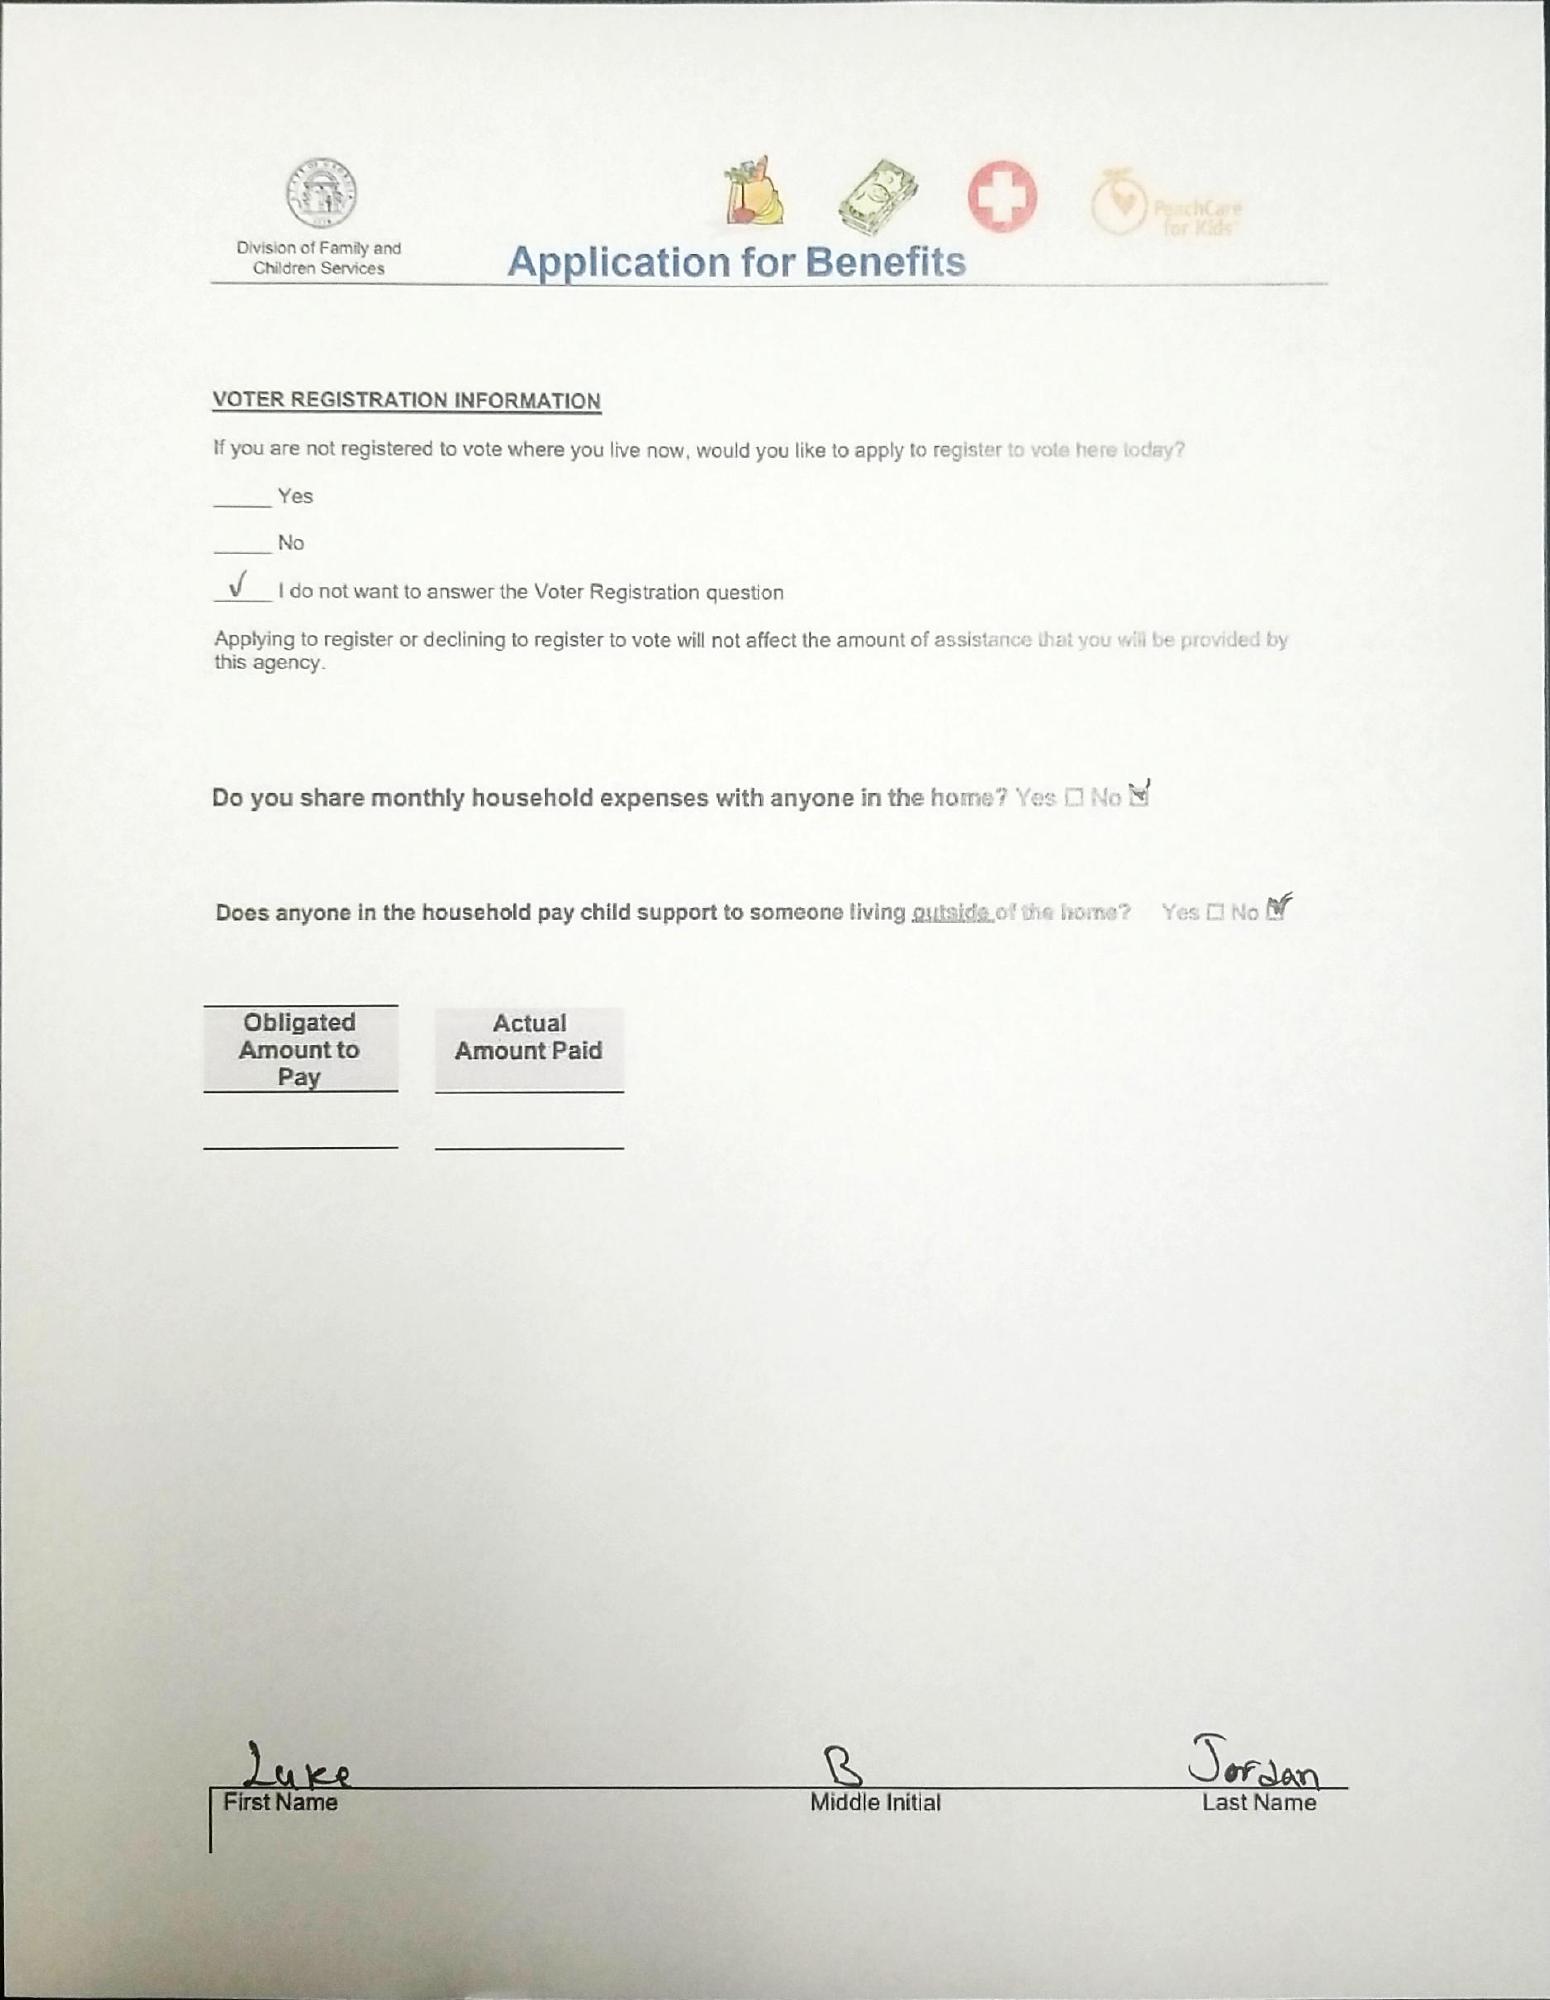 Division of Family and
Children Services
Application for Benefits
PeachCare
for Kids
VOTER REGISTRATION INFORMATION
If you are not registered to vote where you live now, would you like to apply to register to vote here today?
_____ Yes
_____ No
✓ I do not want to answer the Voter Registration question
Applying to register or declining to register to vote will not affect the amount of assistance that you will be provided by
this agency.
Do you share monthly household expenses with anyone in the home? Yes ☐ No ☑
Does anyone in the household pay child support to someone living outside of the home? Yes ☐ No ☑
Obligated
Amount to
Pay
Actual
Amount Paid
Luke B Jordan
First Name Middle Initial Last Name